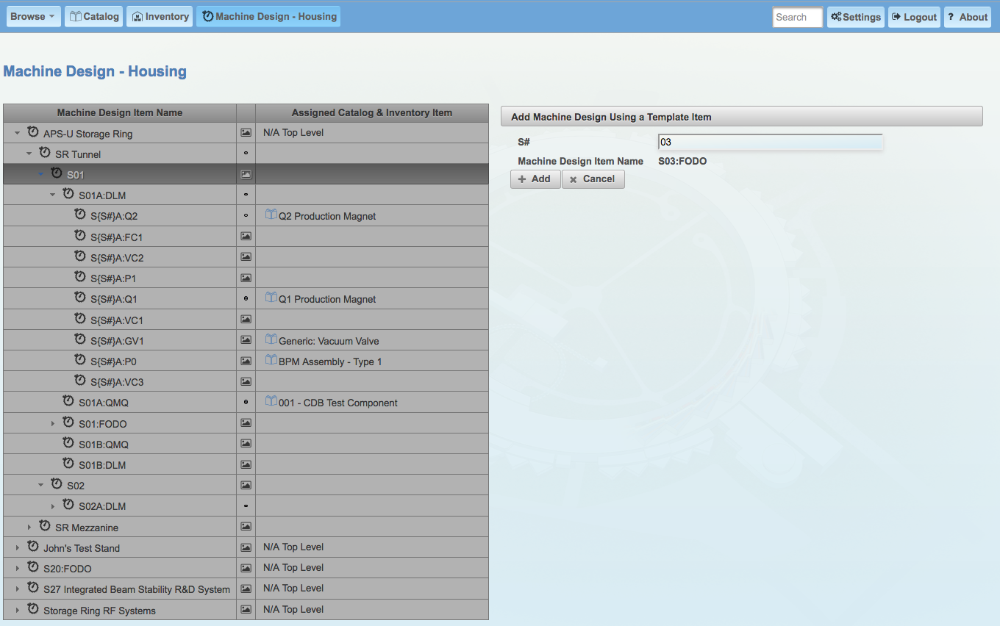 Browse Catalog Inventory Machine Design - Housing Search Settings Logout ? About
Machine Design - Housing
Machine Design Item Name Assigned Catalog & Inventory Item
APS-U Storage Ring N/A Top Level
SR Tunnel
S01
S01A:DLM
S{S#}A:Q2 Q2 Production Magnet
S{S#}A:FC1
S{S#}A:VC2
S{S#}A:P1
S{S#}A:Q1 Q1 Production Magnet
S{S#}A:VC1
S{S#}A:GV1 Generic: Vacuum Valve
S{S#}A:P0 BPM Assembly - Type 1
S{S#}A:VC3
S01A:QMQ 001 - CDB Test Component
S01:FODO
S01B:QMQ
S01B:DLM
S02
S02A:DLM
SR Mezzanine
John's Test Stand N/A Top Level
S20:FODO N/A Top Level
S27 Integrated Beam Stability R&D System N/A Top Level
Storage Ring RF Systems N/A Top Level
Add Machine Design Using a Template Item
S# 03
Machine Design Item Name S03:FODO
Add Cancel